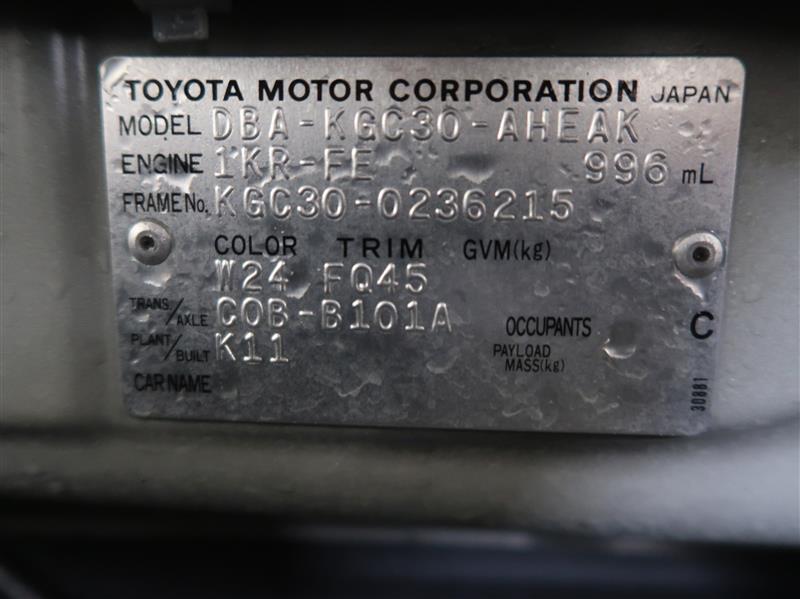 TOYOTA MOTOR CORPORATION JAPAN
MODEL DBA-KGC30-AHEAK
ENGINE 1KR-FE 996 mL
FRAME No. KGC30-0236215
COLOR TRIM GVM(kg)
W24 FQ45
TRANS./AXLE C0B-B101A
OCCUPANTS C
PLANT/BUILT K11
PAYLOAD MASS(kg)
CAR NAME
30881